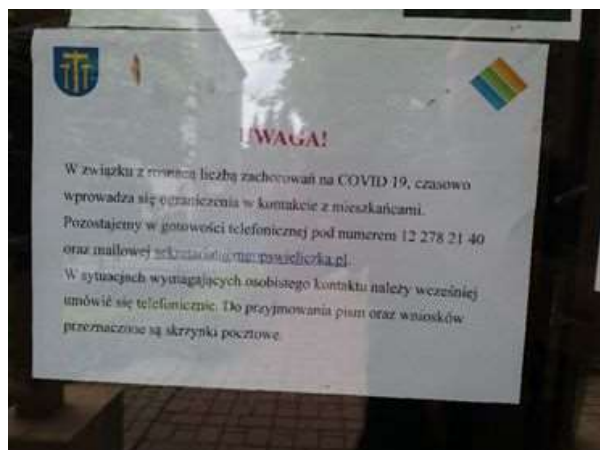 UWAGA!
W związku z rosnącą liczbą zachorowań na COVID 19, czasowo
wprowadza się ograniczenia w kontakcie z mieszkańcami.
Pozostajemy w gotowości telefonicznej pod numerem 12 278 21 40
oraz mailowej
W sytuacjach wymagających osobistego kontaktu należy wcześniej
umówić się telefonicznie. Do przyjmowania pism oraz wniosków
przeznaczone są skrzynki pocztowe.